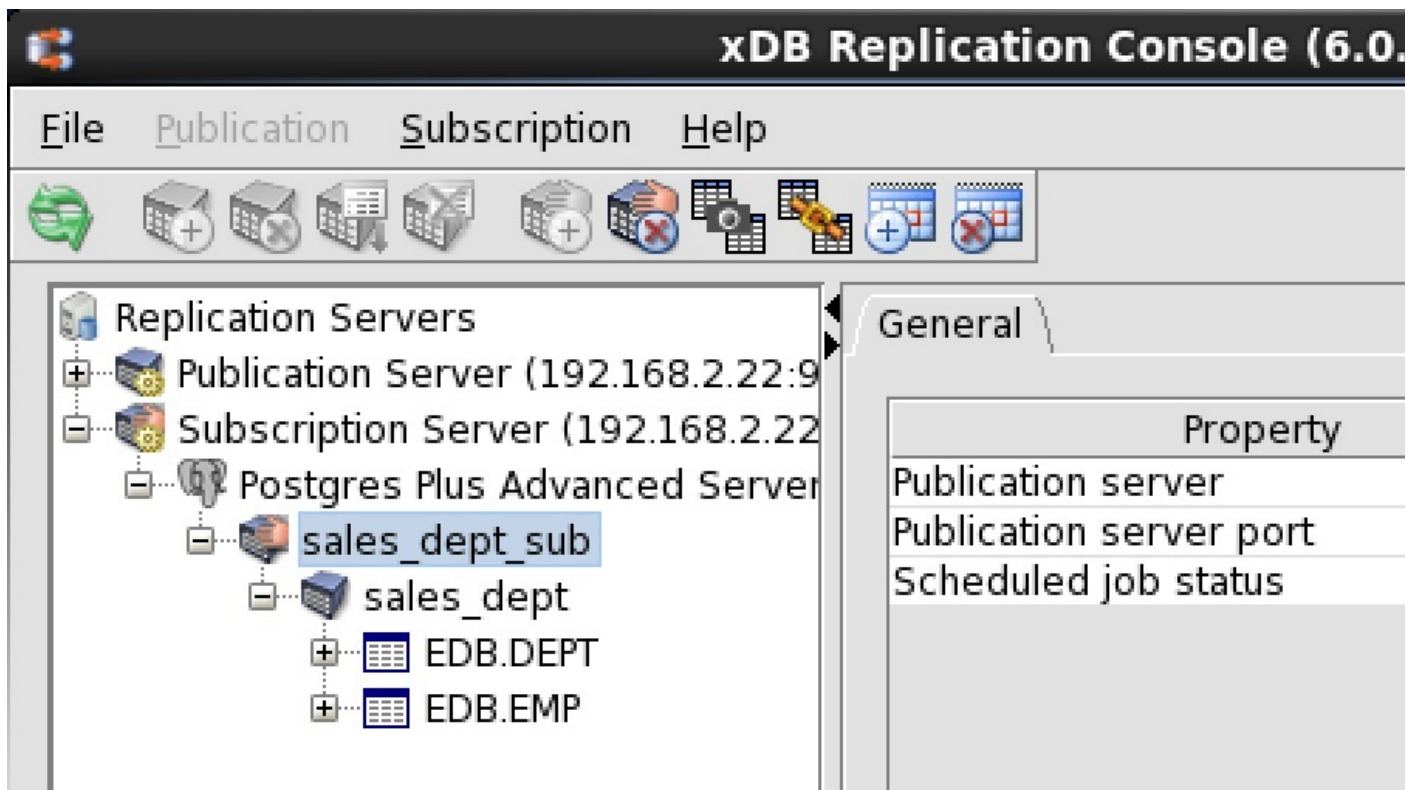 xDB Replication Console (6.0.
File Publication Subscription Help
Replication Servers
Publication Server (192.168.2.22:9
Subscription Server (192.168.2.22
Postgres Plus Advanced Server
sales_dept_sub
sales_dept
EDB.DEPT
EDB.EMP
General
Property
Publication server
Publication server port
Scheduled job status